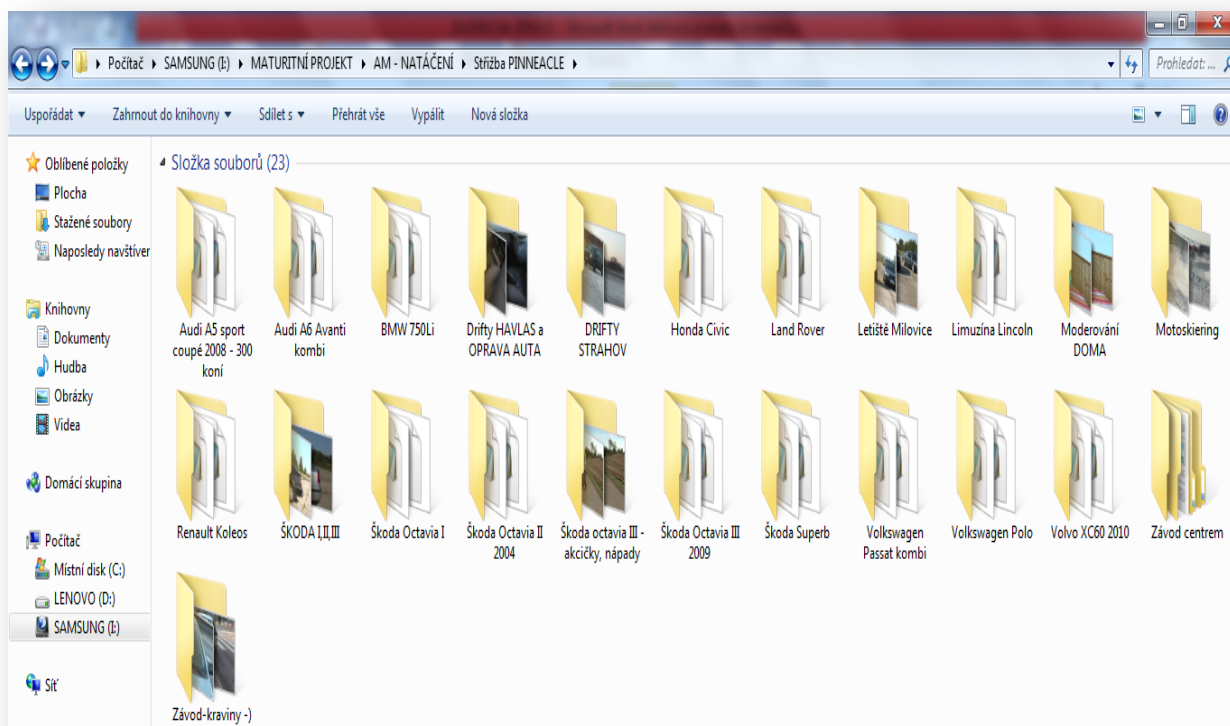 Počítač ▸ SAMSUNG (I:) ▸ MATURITNÍ PROJEKT ▸ AM - NATÁČENÍ ▸ Střižba PINNEACLE ▸
Prohledat: ...
Uspořádat ▾ Zahrnout do knihovny ▾ Sdílet s ▾ Přehrát vše Vypálit Nová složka
Oblíbené položky
Plocha
Stažené soubory
Naposledy navštíver
Knihovny
Dokumenty
Hudba
Obrázky
Videa
Domácí skupina
Počítač
Místní disk (C:)
LENOVO (D:)
SAMSUNG (I:)
Síť
Složka souborů (23)
Audi A5 sport
coupé 2008 - 300
koní
Audi A6 Avanti
kombi
BMW 750Li
Drifty HAVLAS a
OPRAVA AUTA
DRIFTY
STRAHOV
Honda Civic
Land Rover
Letiště Milovice
Limuzína Lincoln
Moderování
DOMA
Motoskiering
Renault Koleos
ŠKODA I,II,III
Škoda Octavia I
Škoda Octavia II
2004
Škoda octavia III -
akcičky, nápady
Škoda Octavia III
2009
Škoda Superb
Volkswagen
Passat kombi
Volkswagen Polo
Volvo XC60 2010
Závod centrem
Závod-kraviny -)